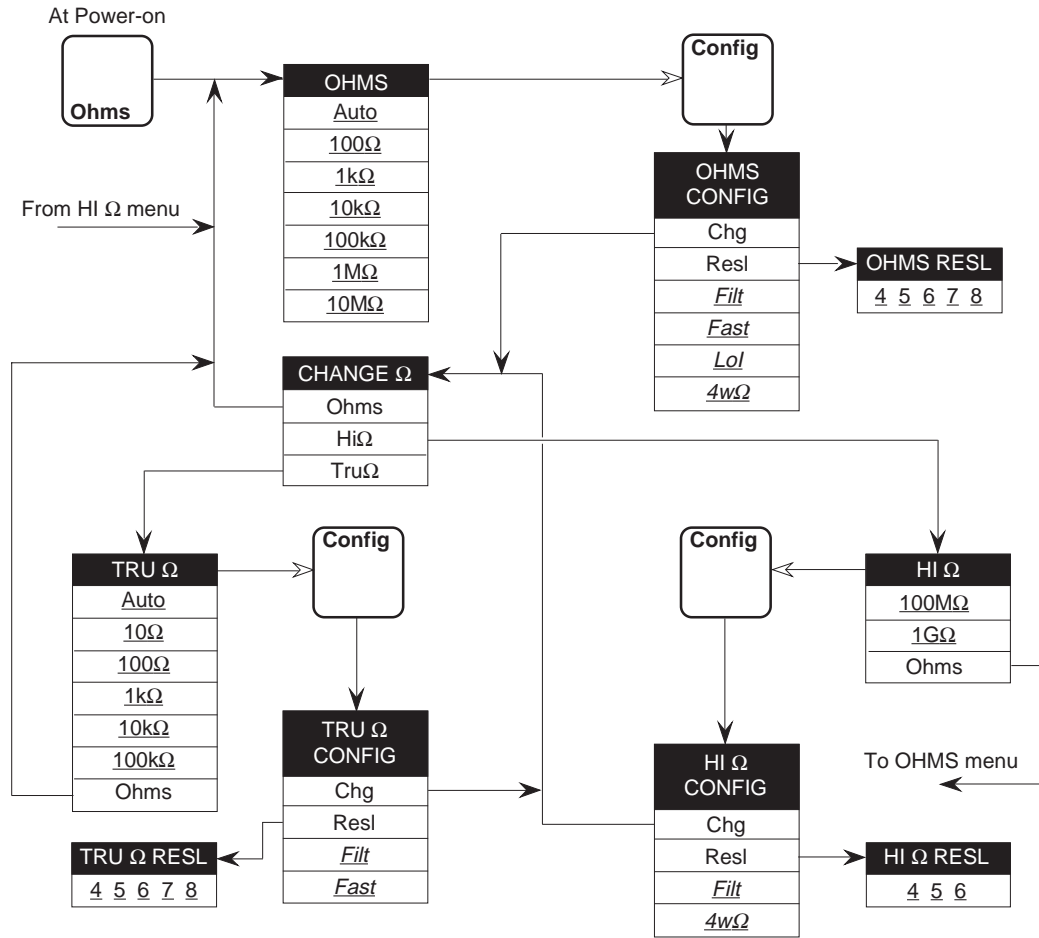 At Power-on
Ohms
OHMS
Auto
100Ω
1kΩ
10kΩ
100kΩ
1MΩ
10MΩ
Config
OHMS
CONFIG
Chg
Resl
Filt
Fast
LoI
4wΩ
OHMS RESL
4 5 6 7 8
From HI Ω menu
CHANGE Ω
Ohms
HiΩ
TruΩ
TRU Ω
Auto
10Ω
100Ω
1kΩ
10kΩ
100kΩ
Ohms
Config
TRU Ω
CONFIG
Chg
Resl
Filt
Fast
TRU Ω RESL
4 5 6 7 8
Config
HI Ω
100MΩ
1GΩ
Ohms
To OHMS menu
HI Ω
CONFIG
Chg
Resl
Filt
4wΩ
HI Ω RESL
4 5 6